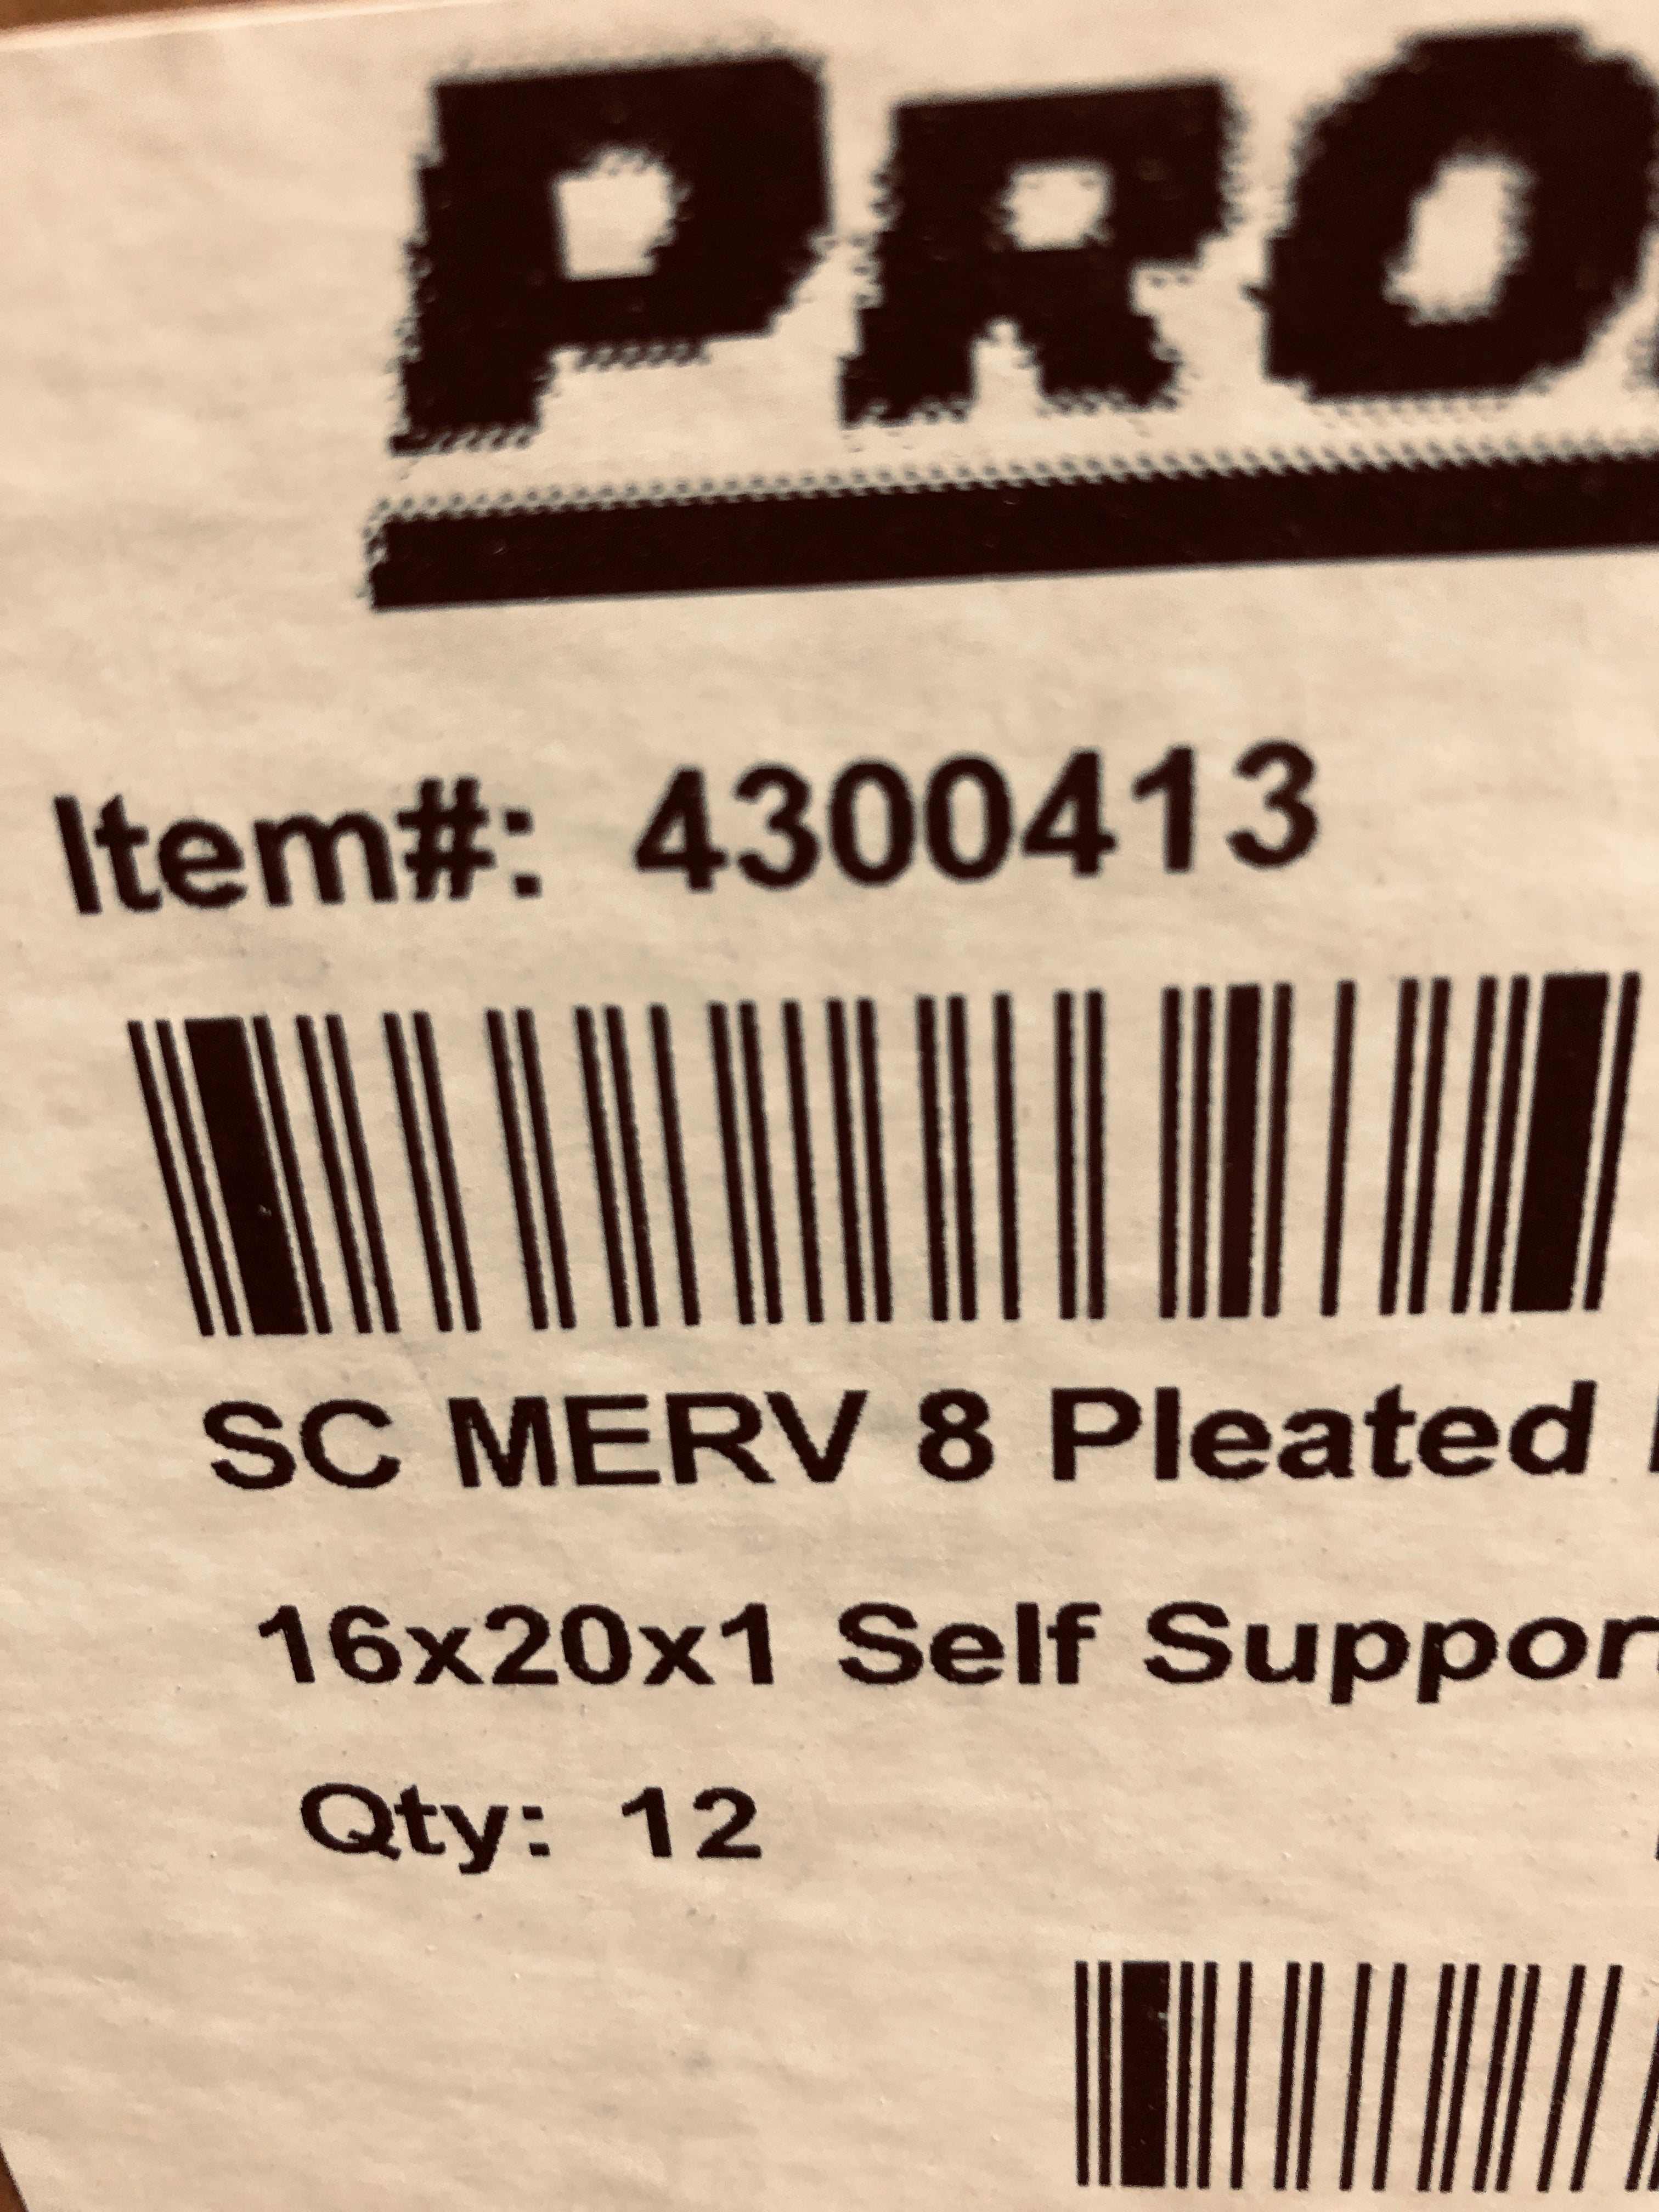 PRO
Item#: 4300413
SC MERV 8 Pleated
16x20x1 Self Suppor
Qty: 12